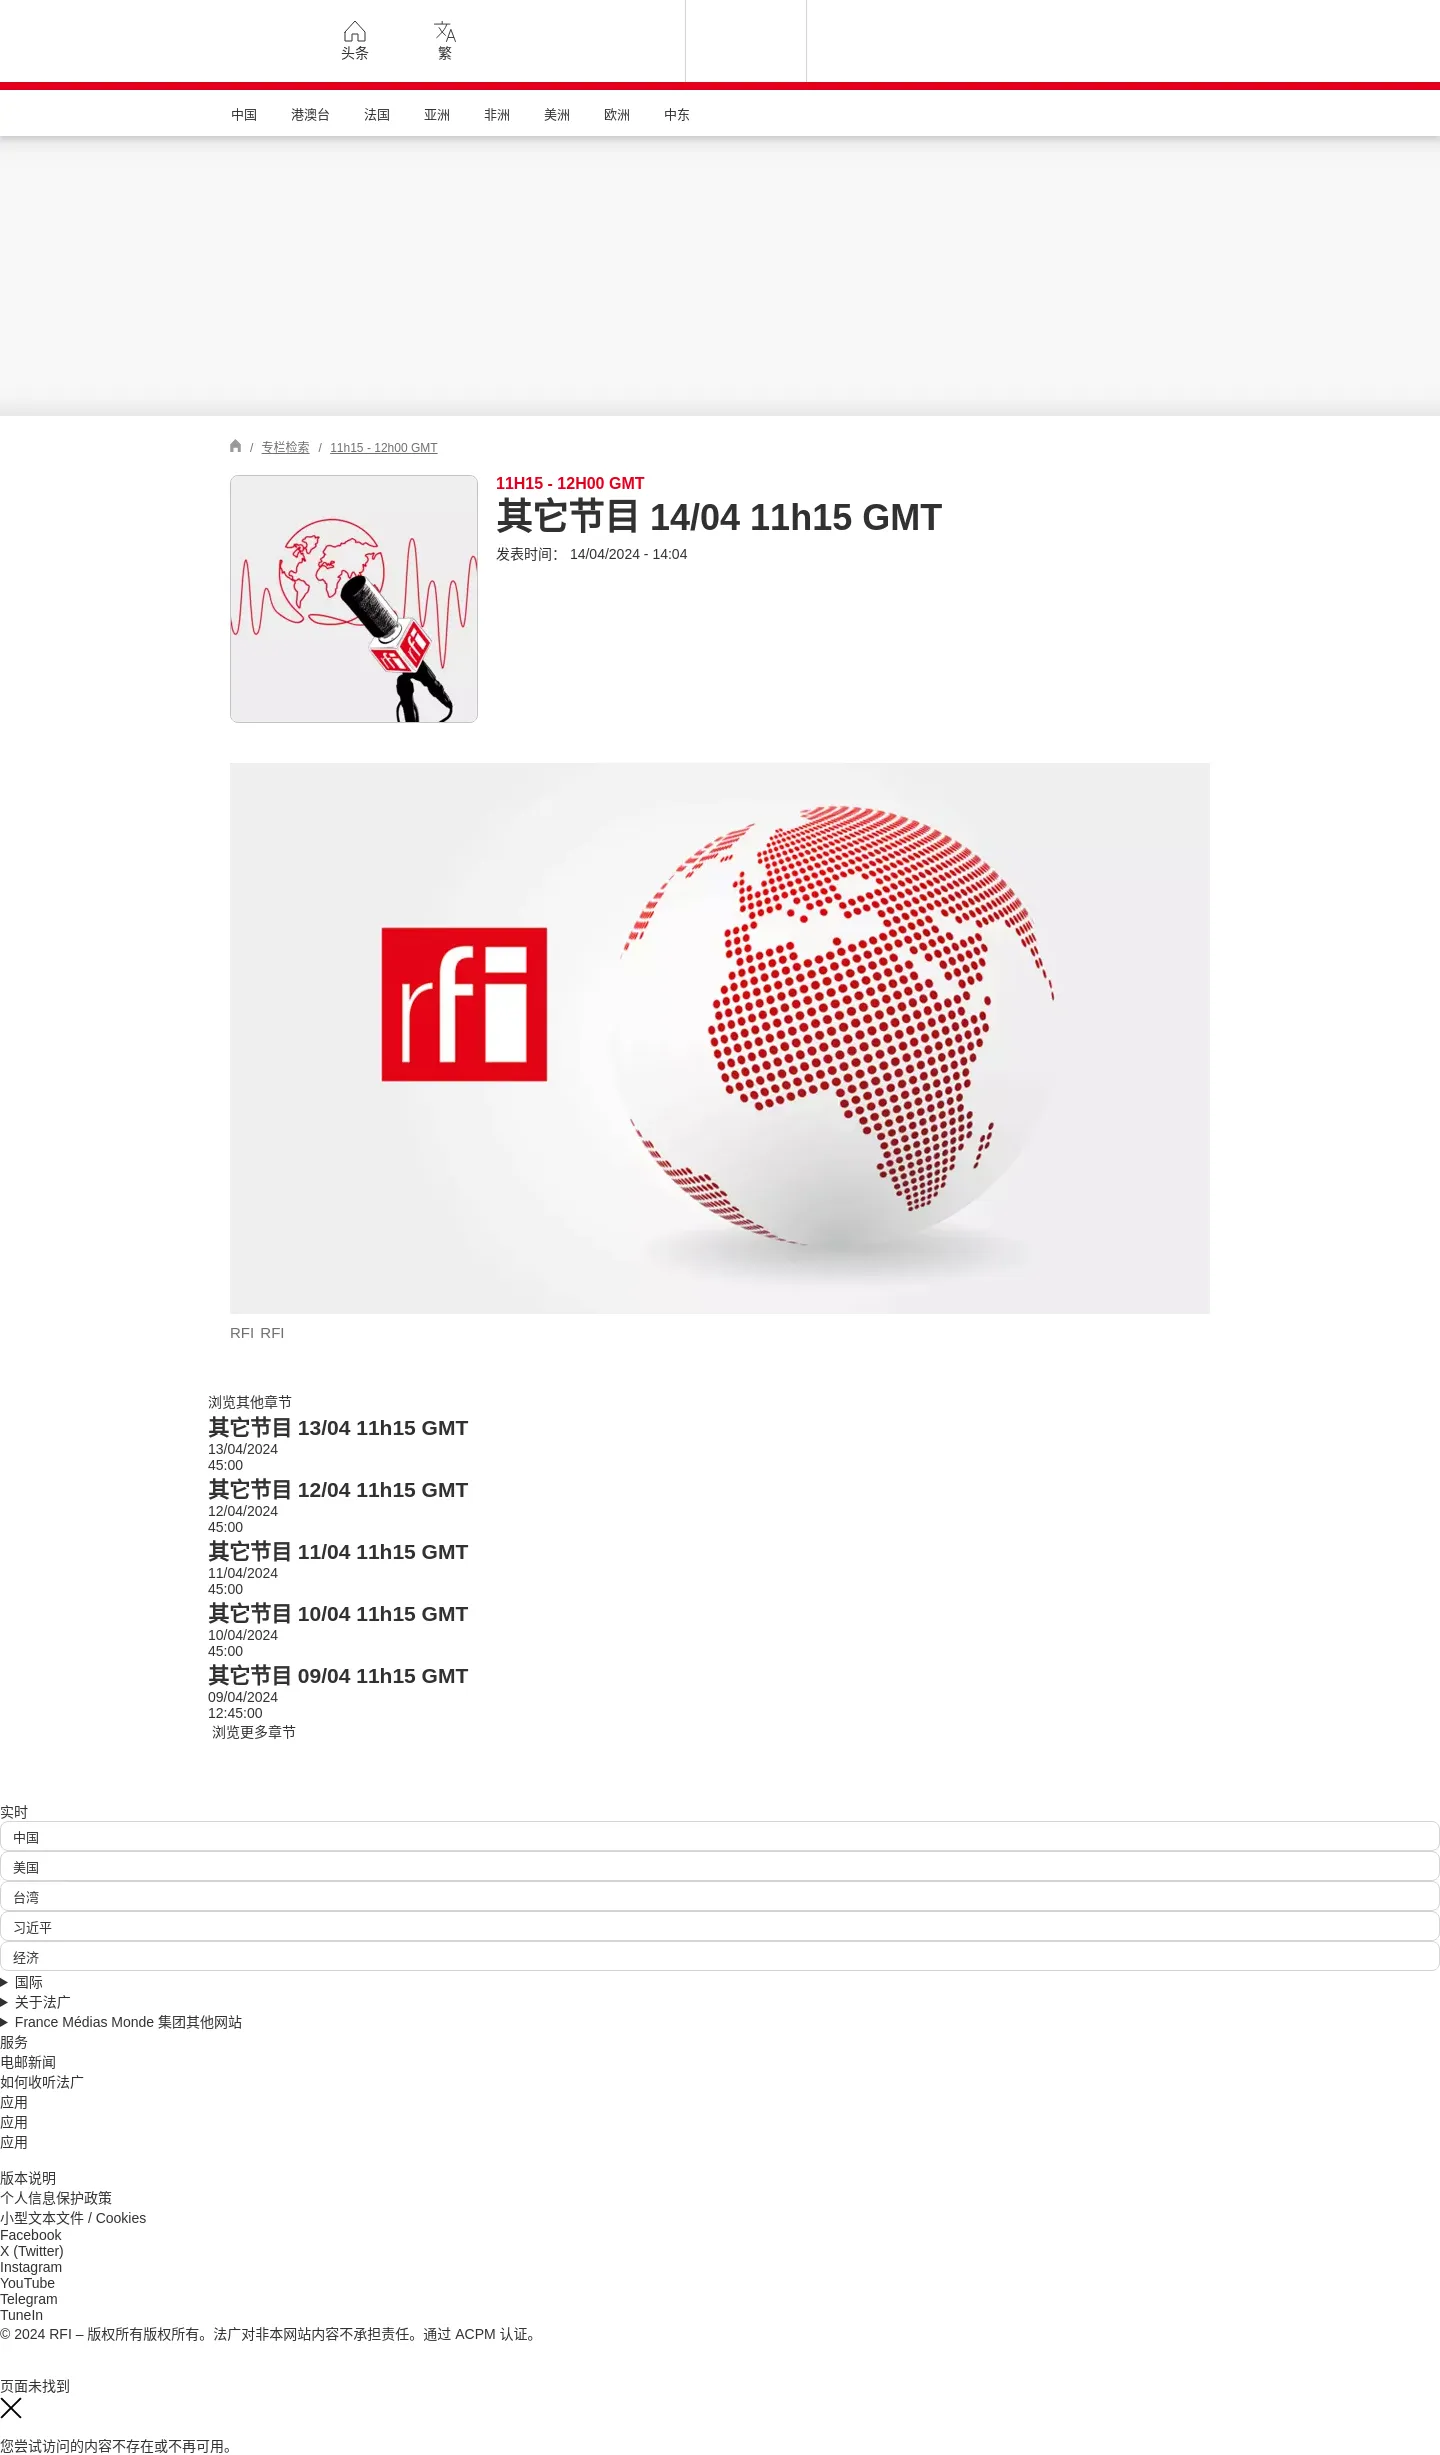 头条
繁
中国 港澳台 法国 亚洲 非洲 美洲 欧洲 中东
/ 专栏检索 / 11h15 - 12h00 GMT
11H15 - 12H00 GMT
其它节目 14/04 11h15 GMT
发表时间： 14/04/2024 - 14:04
rfi
rfi
rfi
RFI RFI
浏览其他章节
其它节目 13/04 11h15 GMT
13/04/2024
45:00
其它节目 12/04 11h15 GMT
12/04/2024
45:00
其它节目 11/04 11h15 GMT
11/04/2024
45:00
其它节目 10/04 11h15 GMT
10/04/2024
45:00
其它节目 09/04 11h15 GMT
09/04/2024
12:45:00
浏览更多章节
实时
中国
美国
台湾
习近平
经济
国际
关于法广
France Médias Monde 集团其他网站
服务
电邮新闻
如何收听法广
应用
应用
应用
版本说明
个人信息保护政策
小型文本文件 / Cookies
Facebook
X (Twitter)
Instagram
YouTube
Telegram
TuneIn
© 2024 RFI – 版权所有版权所有。法广对非本网站内容不承担责任。通过 ACPM 认证。
页面未找到
您尝试访问的内容不存在或不再可用。